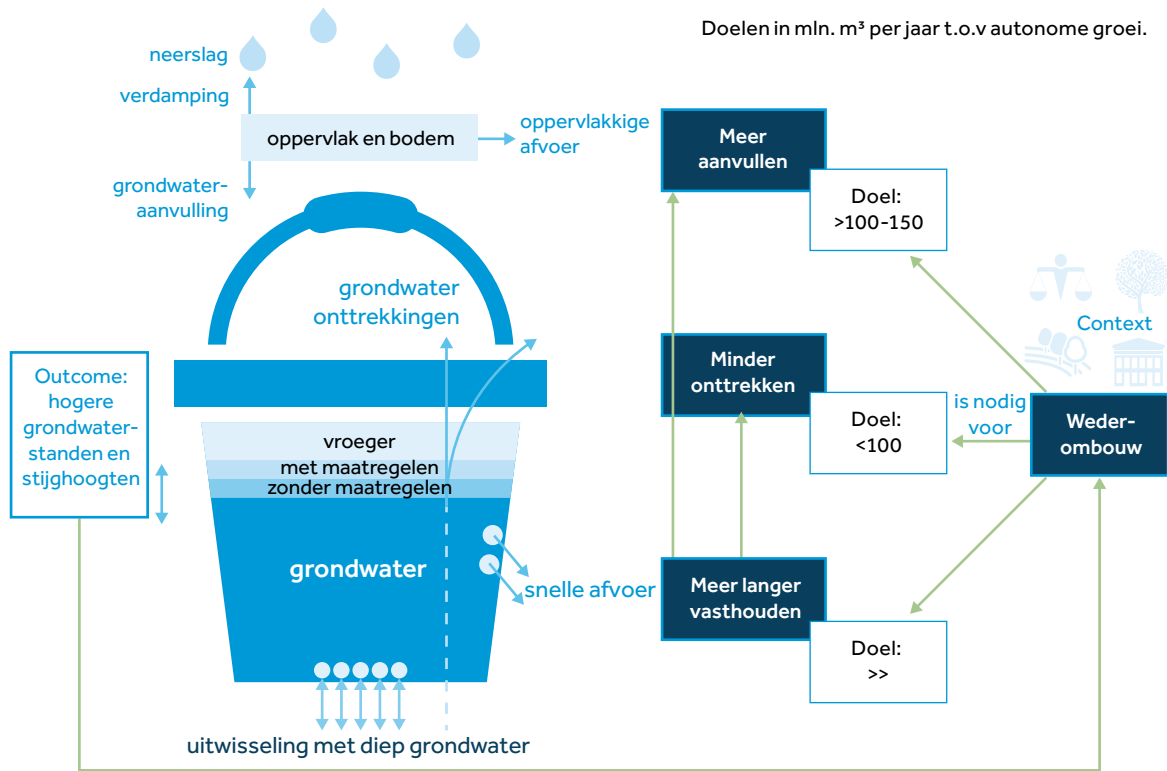 Doelen in mln. m³ per jaar t.o.v autonome groei.
neerslag
verdamping
oppervlak en bodem
oppervlakkige
afvoer
grondwater-
aanvulling
grondwater
onttrekkingen
Outcome:
hogere
grondwater-
standen en
stijghoogten
vroeger
met maatregelen
zonder maatregelen
grondwater
snelle afvoer
uitwisseling met diep grondwater
Meer
aanvullen
Doel:
>100-150
Minder
onttrekken
Doel:
<100
Meer langer
vasthouden
Doel:
>>
Context
is nodig
voor
Weder-
ombouw